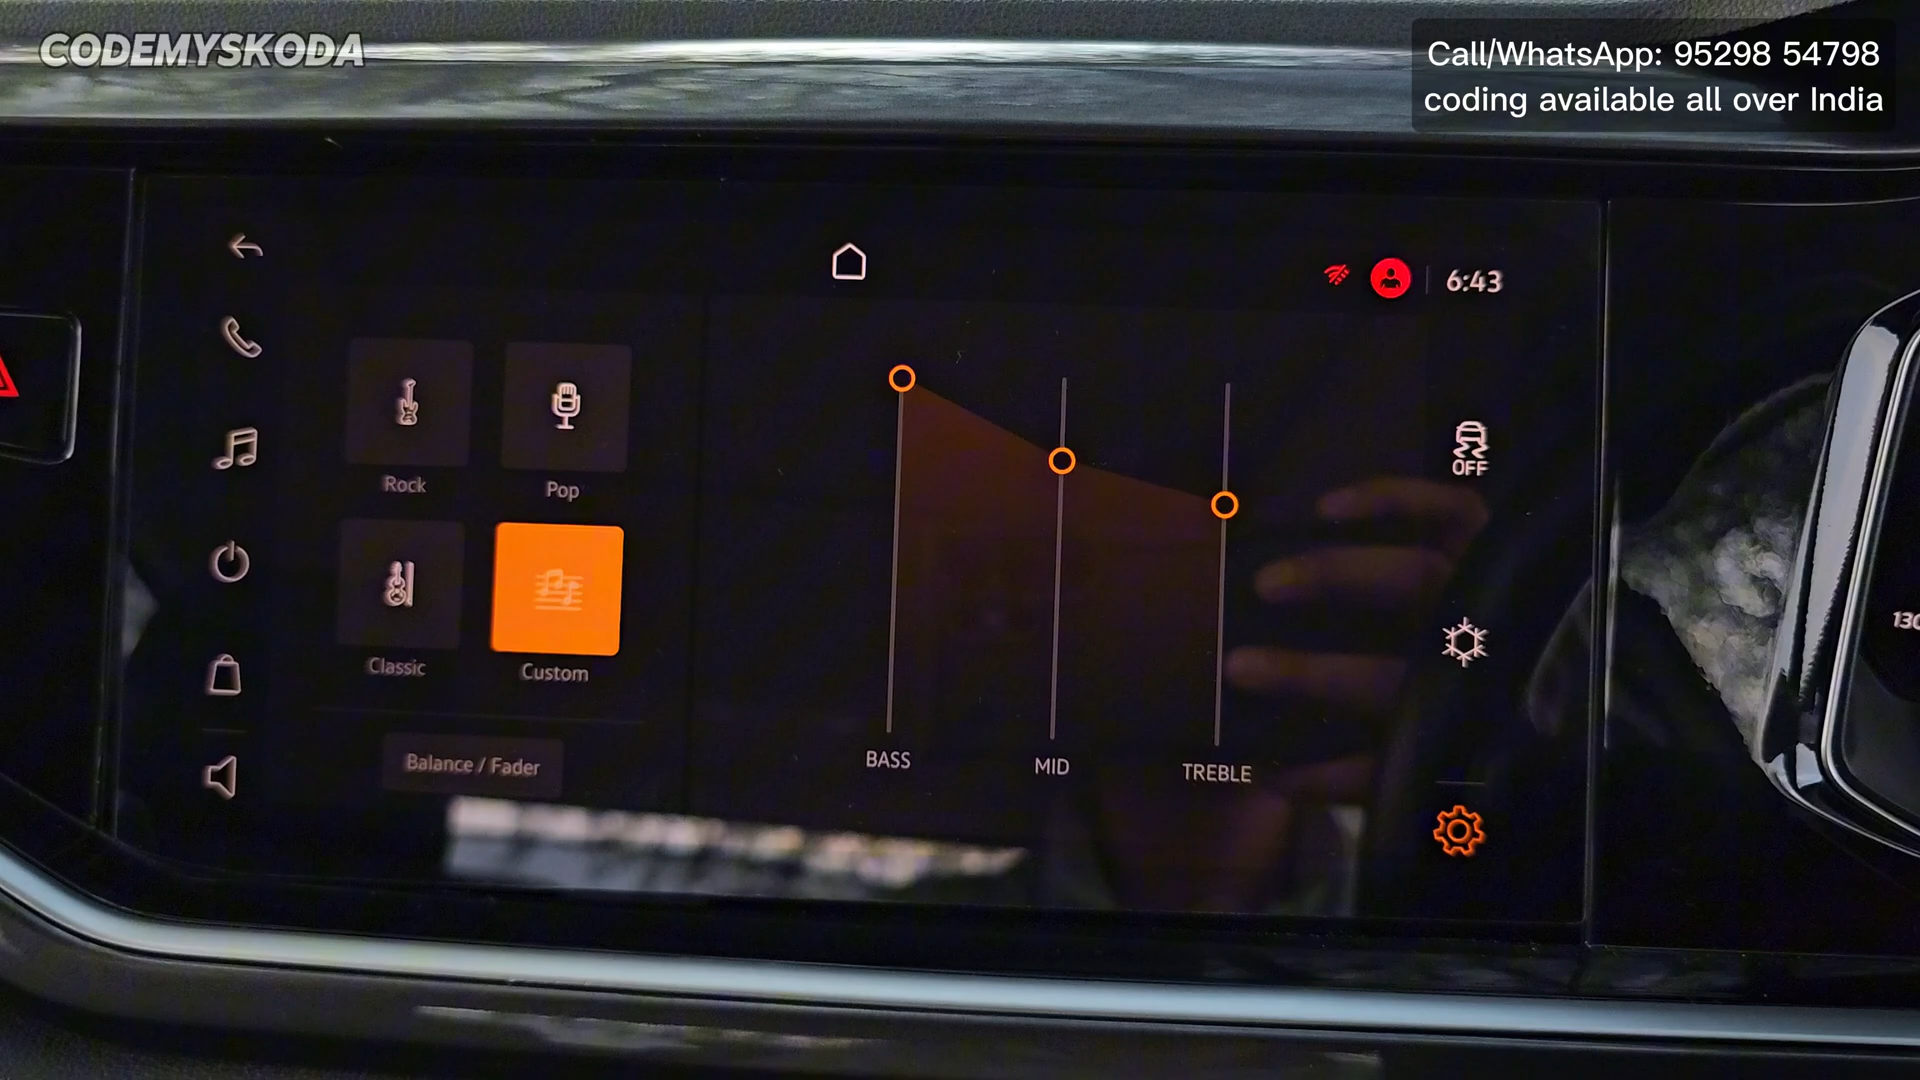 CODEMYSKODA
Call/WhatsApp: 95298 54798
coding available all over India
6:43
Rock
Pop
OFF
Classic
Custom
130
Balance / Fader
BASS
MID
TREBLE